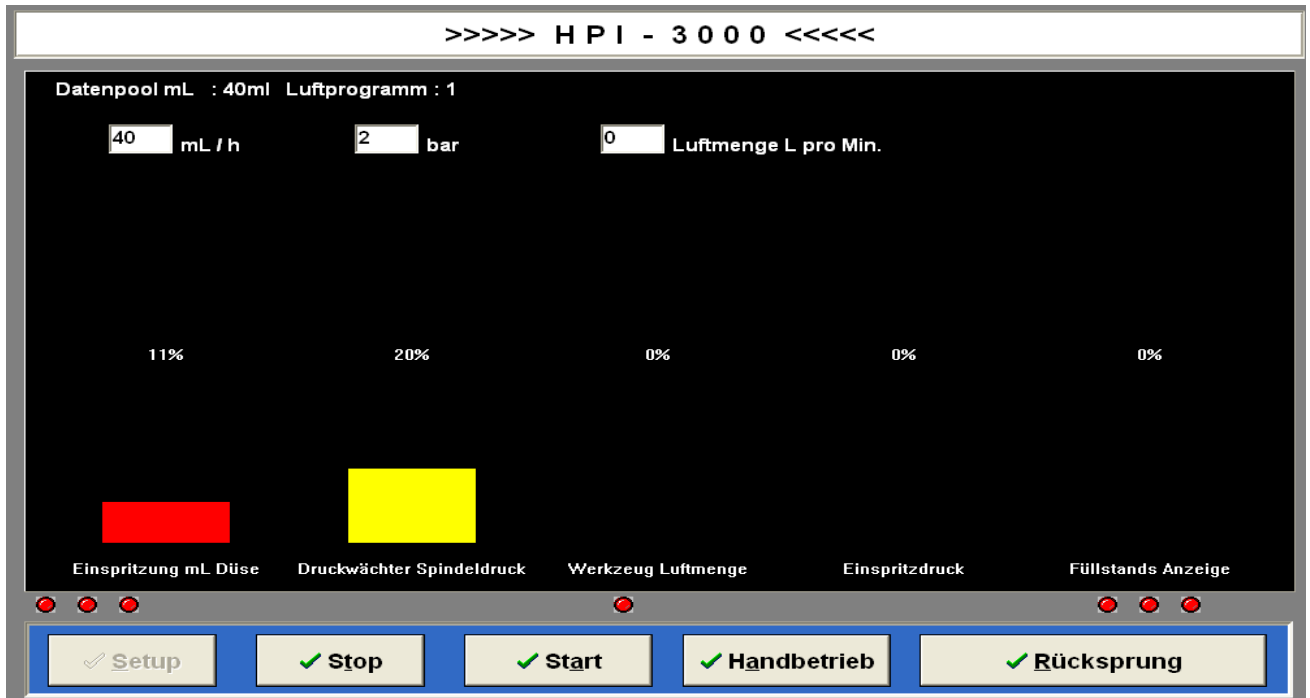 >>>>> H P I - 3 0 0 0 <<<<<
Datenpool mL : 40ml Luftprogramm : 1
40 mL / h 2 bar 0 Luftmenge L pro Min.
11% 20% 0% 0% 0%
Einspritzung mL Düse Druckwächter Spindeldruck Werkzeug Luftmenge Einspritzdruck Füllstands Anzeige
Setup Stop Start Handbetrieb Rücksprung